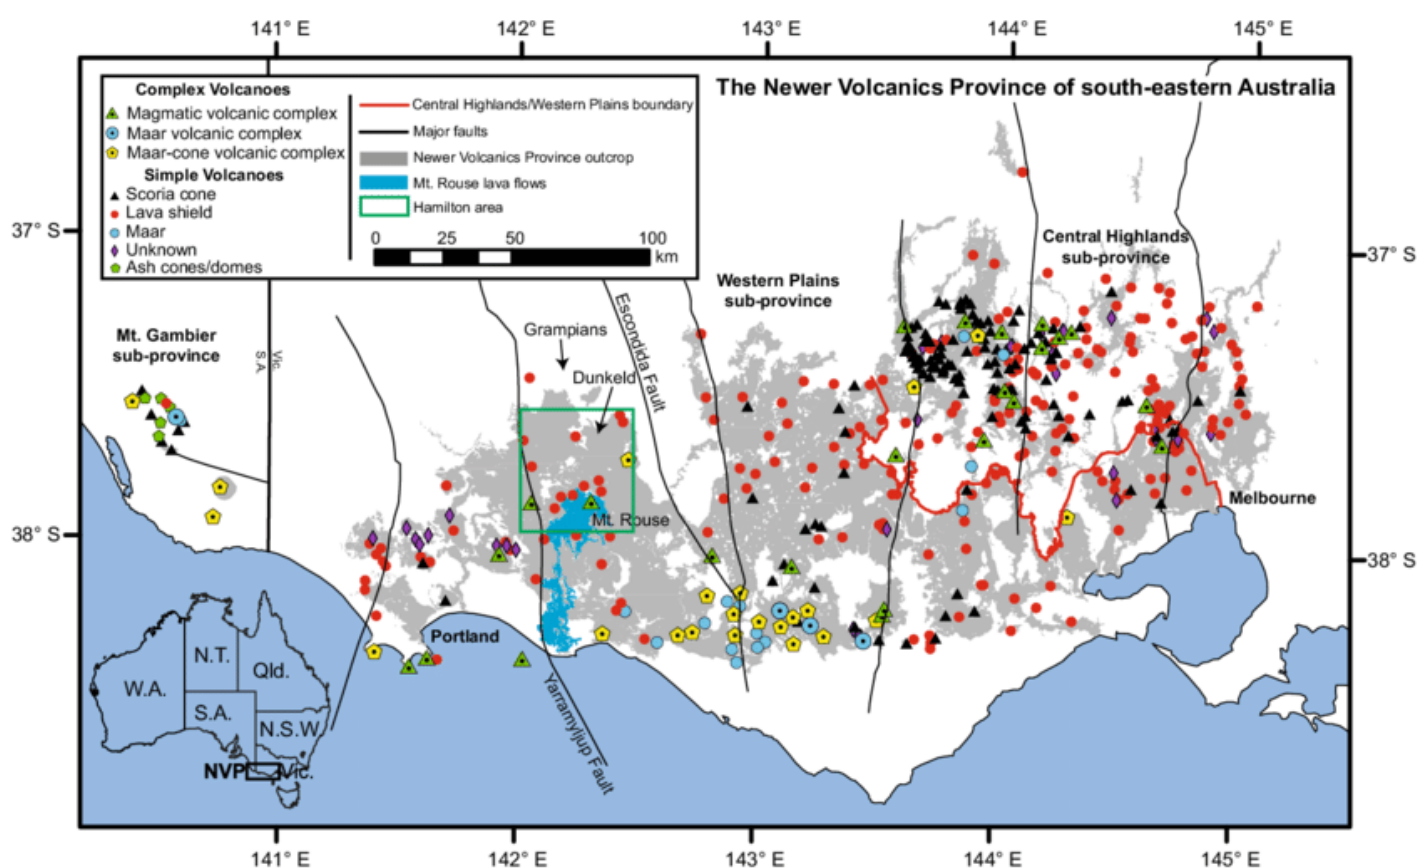 141° E
142° E
143° E
144° E
145° E
The Newer Volcanics Province of south-eastern Australia
Complex Volcanoes
Magmatic volcanic complex
Maar volcanic complex
Maar-cone volcanic complex
Simple Volcanoes
Scoria cone
Lava shield
Maar
Unknown
Ash cones/domes
Central Highlands/Western Plains boundary
Major faults
Newer Volcanics Province outcrop
Mt. Rouse lava flows
Hamilton area
0 25 50 100
km
37° S
37° S
Central Highlands
sub-province
Western Plains
sub-province
Escondida Fault
Grampians
Mt. Gambier
sub-province
Vic.
S.A.
Dunkeld
Melbourne
Mt. Rouse
38° S
38° S
Portland
Yarramyljup Fault
N.T.
Qld.
W.A.
S.A.
N.S.W.
NVP
Vic.
141° E
142° E
143° E
144° E
145° E